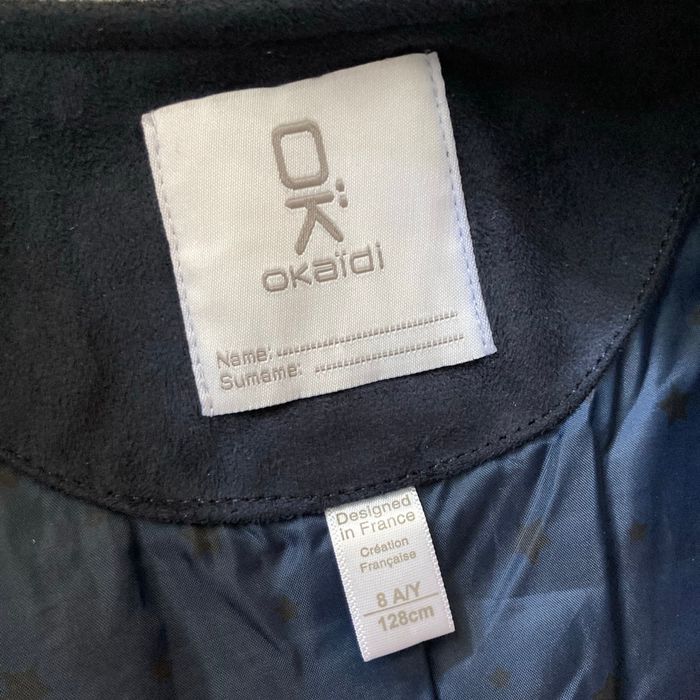 OK
OKAÏDI
Name:
Surname:
Designed
in France
Création
Française
8 A/Y
128cm